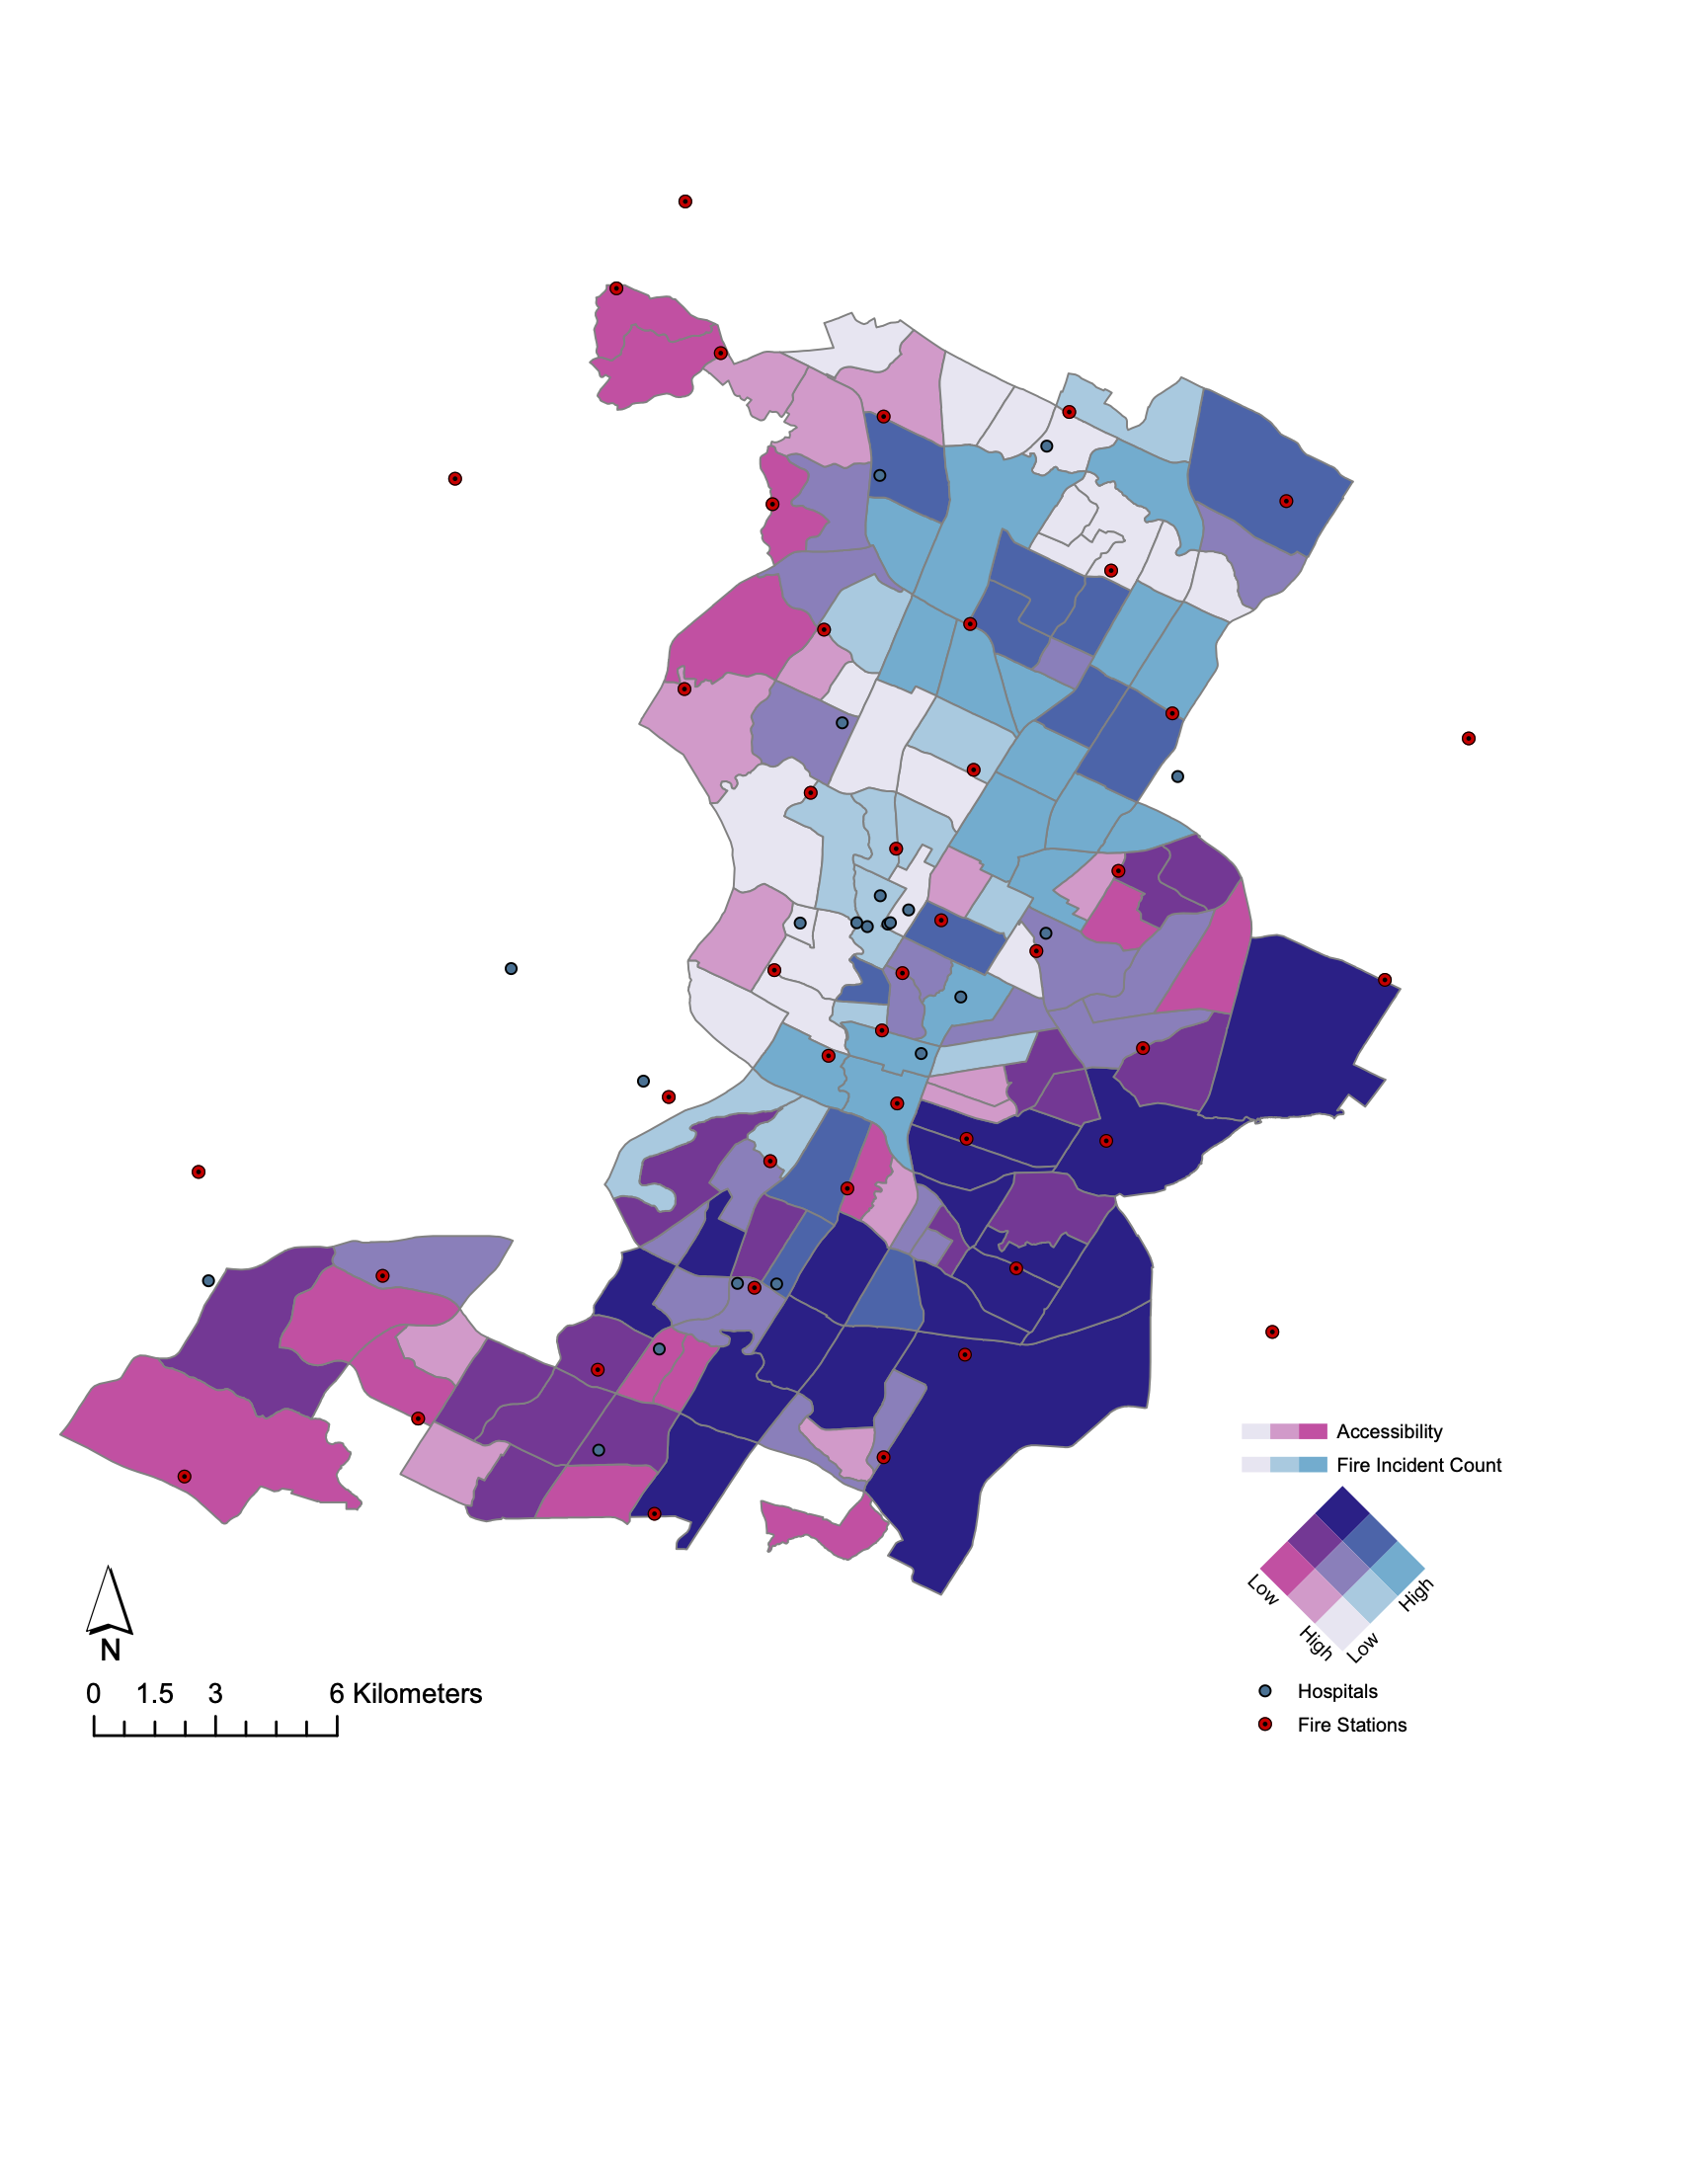 Accessibility
Fire Incident Count
Low
High
High
Low
Hospitals
Fire Stations
N
0 1.5 3 6 Kilometers